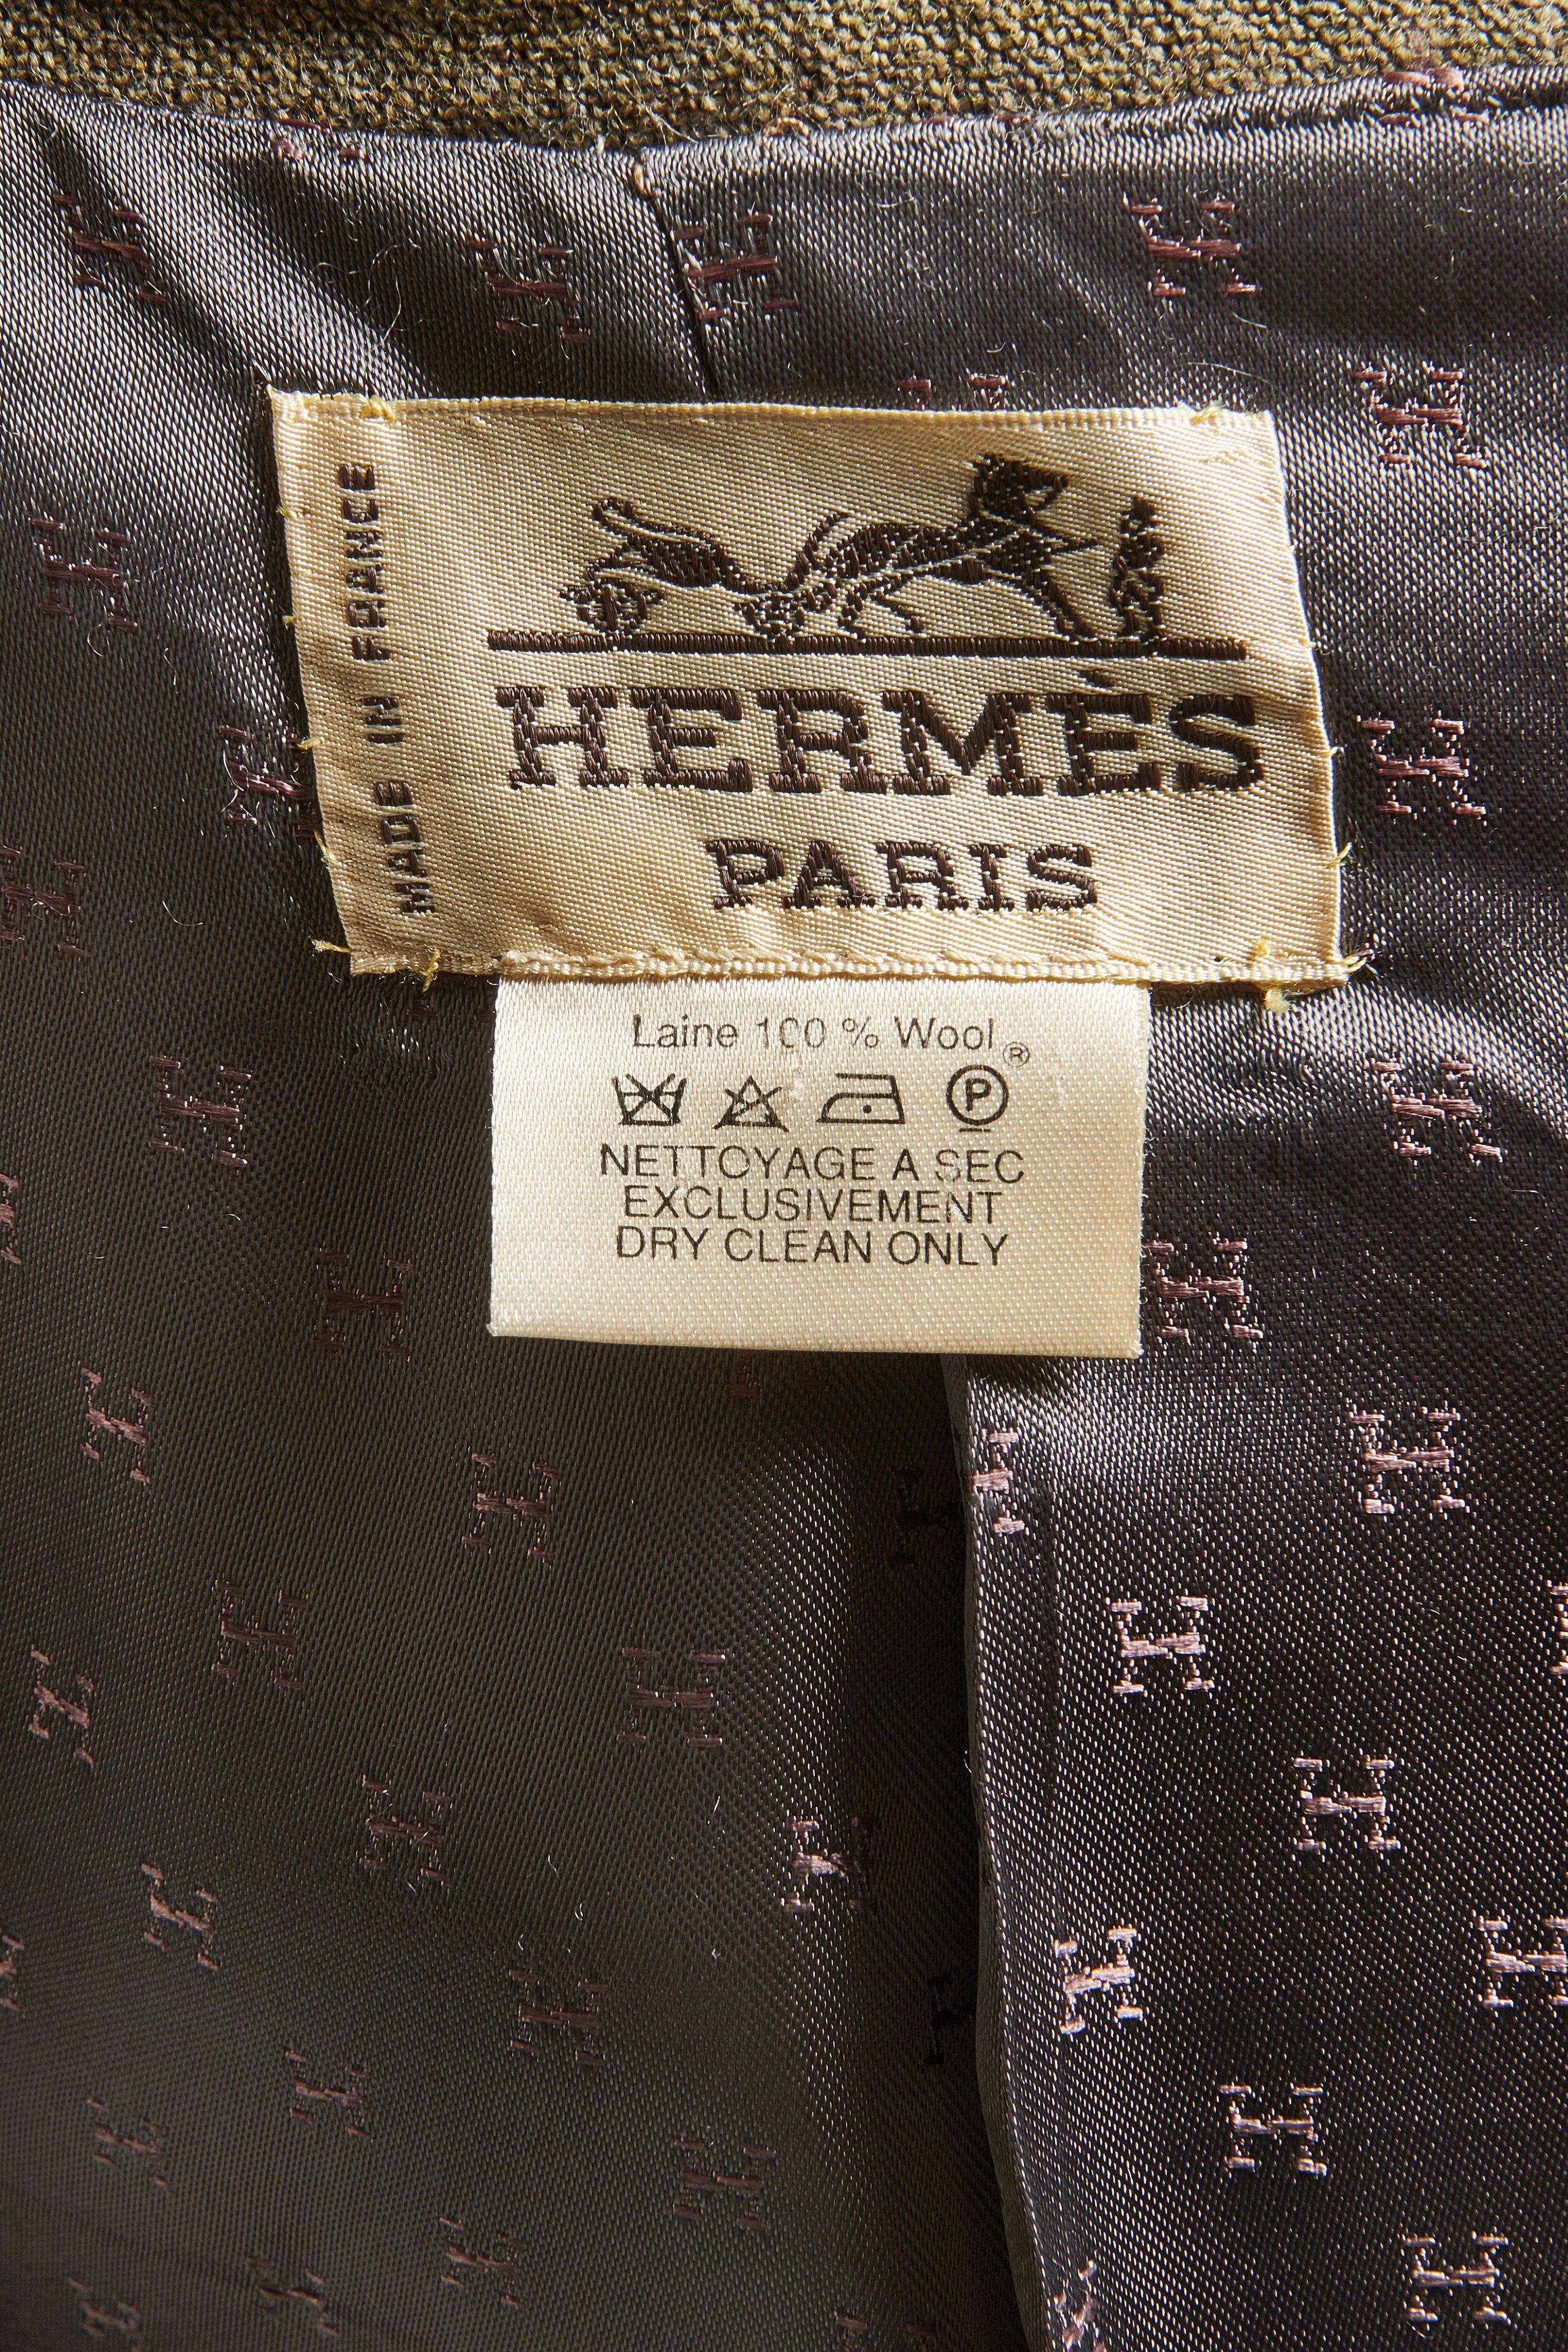 MADE IN FRANCE
HERMÈS
PARIS
Laine 100 % Wool
®
P
NETTOYAGE A SEC
EXCLUSIVEMENT
DRY CLEAN ONLY